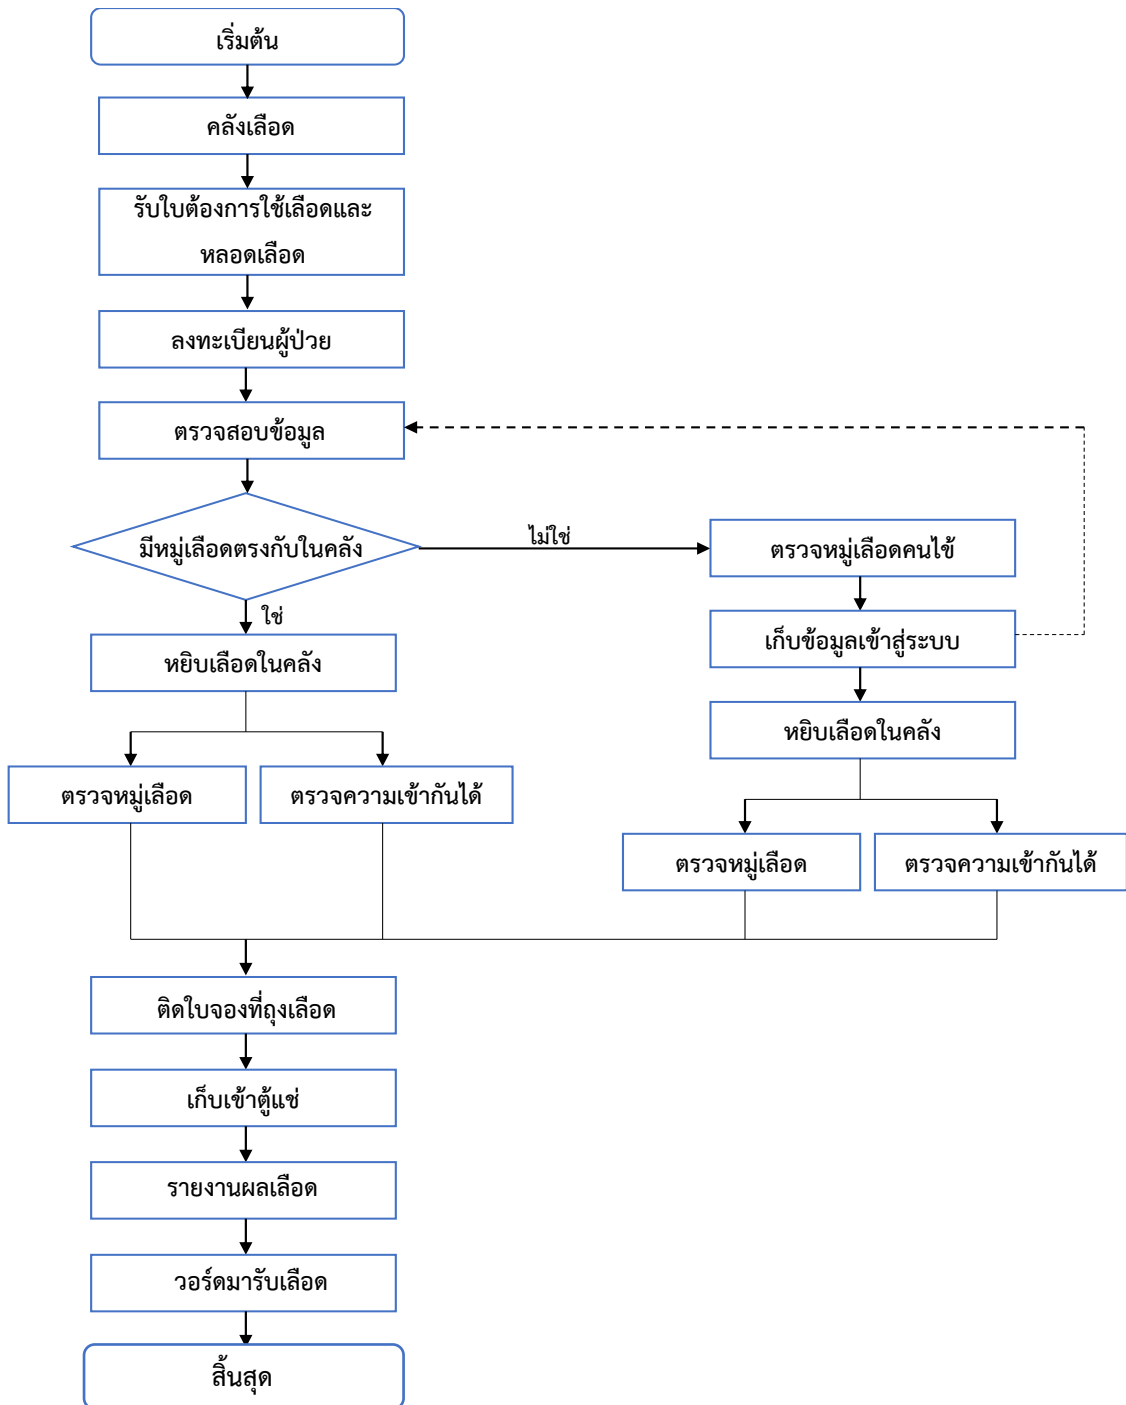 เริ่มต้น
คลังเลือด
รับใบต้องการใช้เลือดและ
หลอดเลือด
ลงทะเบียนผู้ป่วย
ตรวจสอบข้อมูล
มีหมู่เลือดตรงกับในคลัง
ไม่ใช่
ตรวจหมู่เลือดคนไข้
ใช่
เก็บข้อมูลเข้าสู่ระบบ
หยิบเลือดในคลัง
หยิบเลือดในคลัง
ตรวจหมู่เลือด
ตรวจความเข้ากันได้
ตรวจหมู่เลือด
ตรวจความเข้ากันได้
ติดใบจองที่ถุงเลือด
เก็บเข้าตู้แช่
รายงานผลเลือด
วอร์ดมารับเลือด
สิ้นสุด